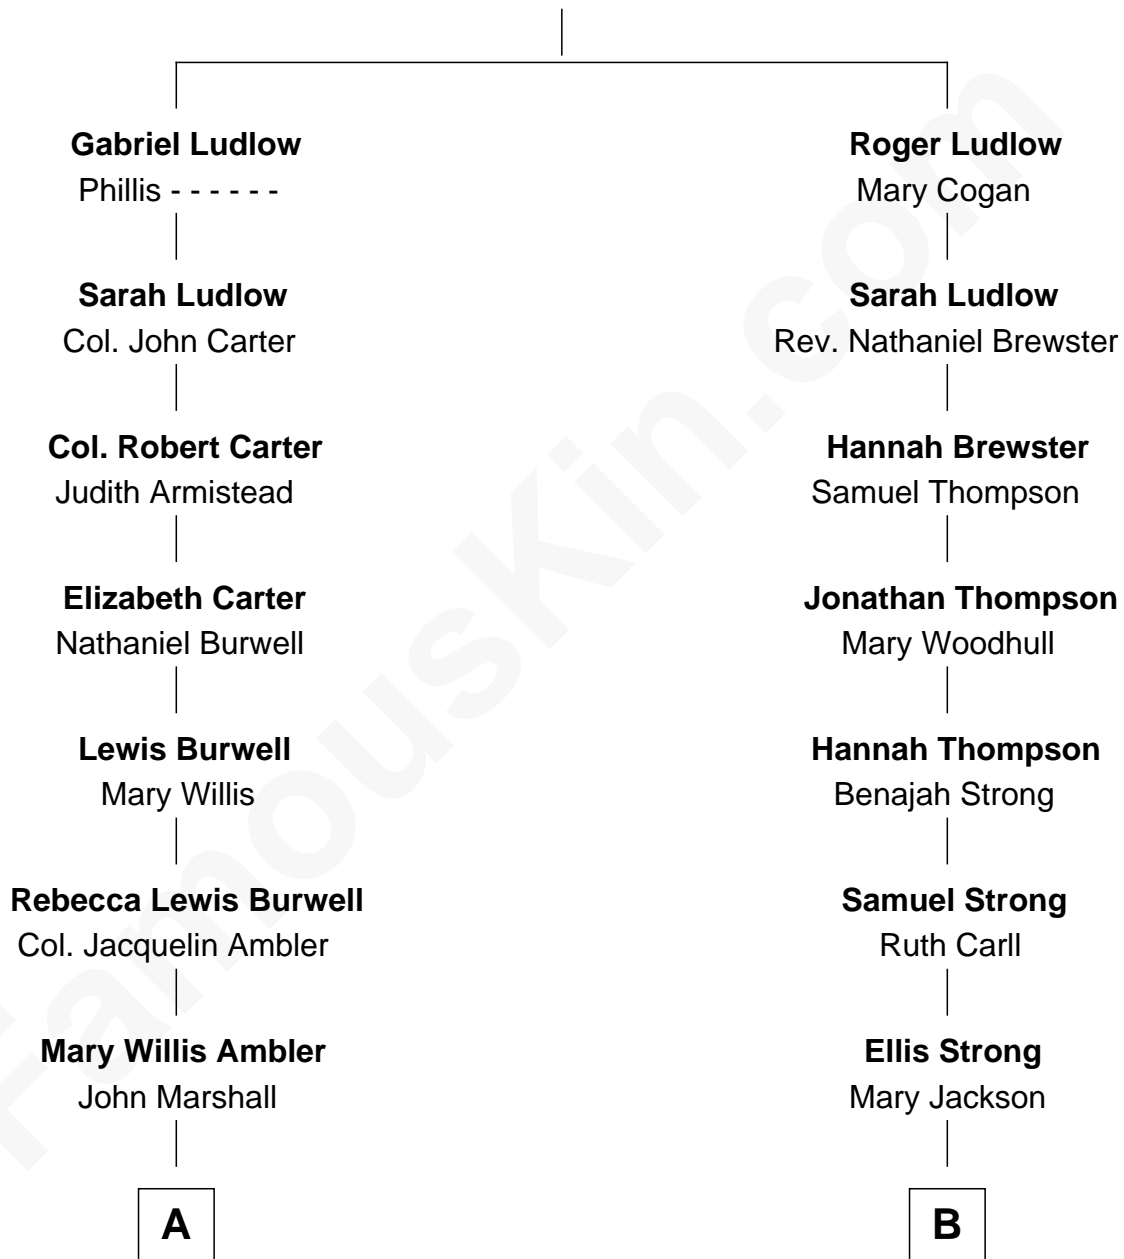 Gabriel Ludlow
Phillis - - - - - -
Sarah Ludlow
Col. John Carter
Col. Robert Carter
Judith Armistead
Elizabeth Carter
Nathaniel Burwell
Lewis Burwell
Mary Willis
Rebecca Lewis Burwell
Col. Jacquelin Ambler
Mary Willis Ambler
John Marshall
A
Roger Ludlow
Mary Cogan
Sarah Ludlow
Rev. Nathaniel Brewster
Hannah Brewster
Samuel Thompson
Jonathan Thompson
Mary Woodhull
Hannah Thompson
Benajah Strong
Samuel Strong
Ruth Carll
Ellis Strong
Mary Jackson
B
FamousKin.com